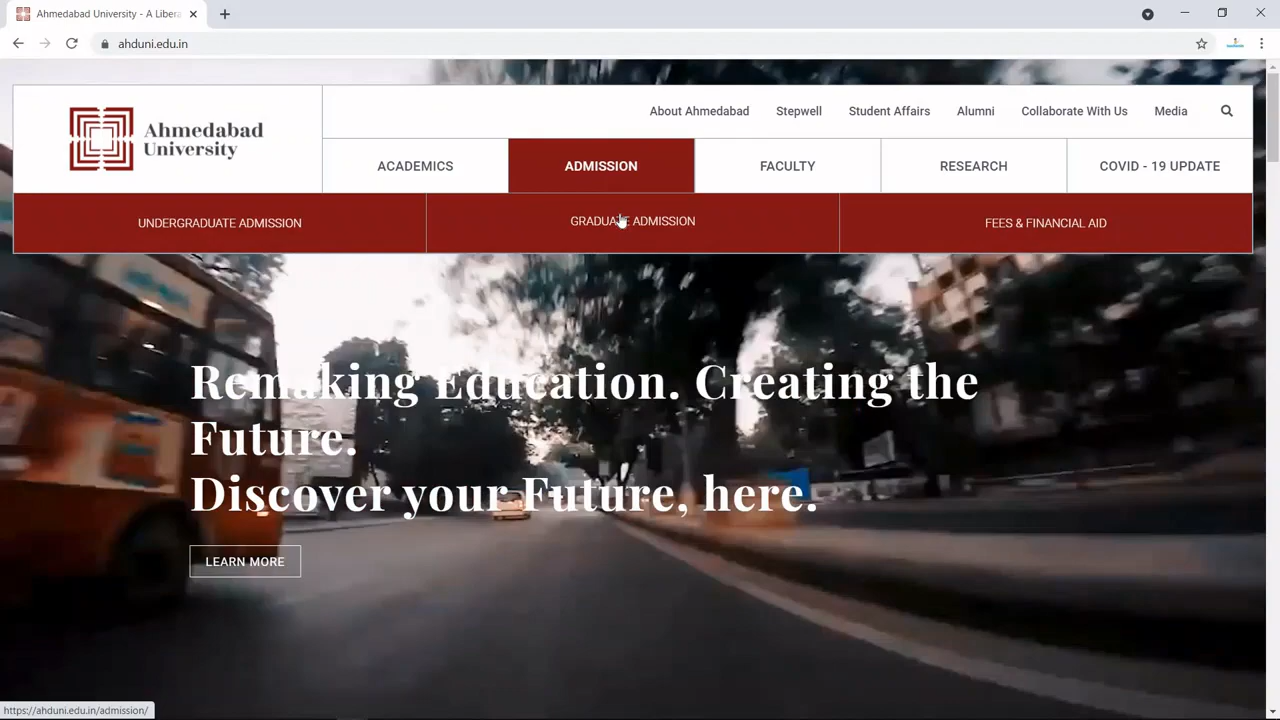 Ahmedabad University - A Libera
ahduni.edu.in
Ahmedabad
University
About Ahmedabad
Stepwell
Student Affairs
Alumni
Collaborate With Us
Media
ACADEMICS
ADMISSION
FACULTY
RESEARCH
COVID - 19 UPDATE
UNDERGRADUATE ADMISSION
GRADUATE ADMISSION
FEES & FINANCIAL AID
Remaking Education. Creating the
Future.
Discover your Future, here.
LEARN MORE
https://ahduni.edu.in/admission/